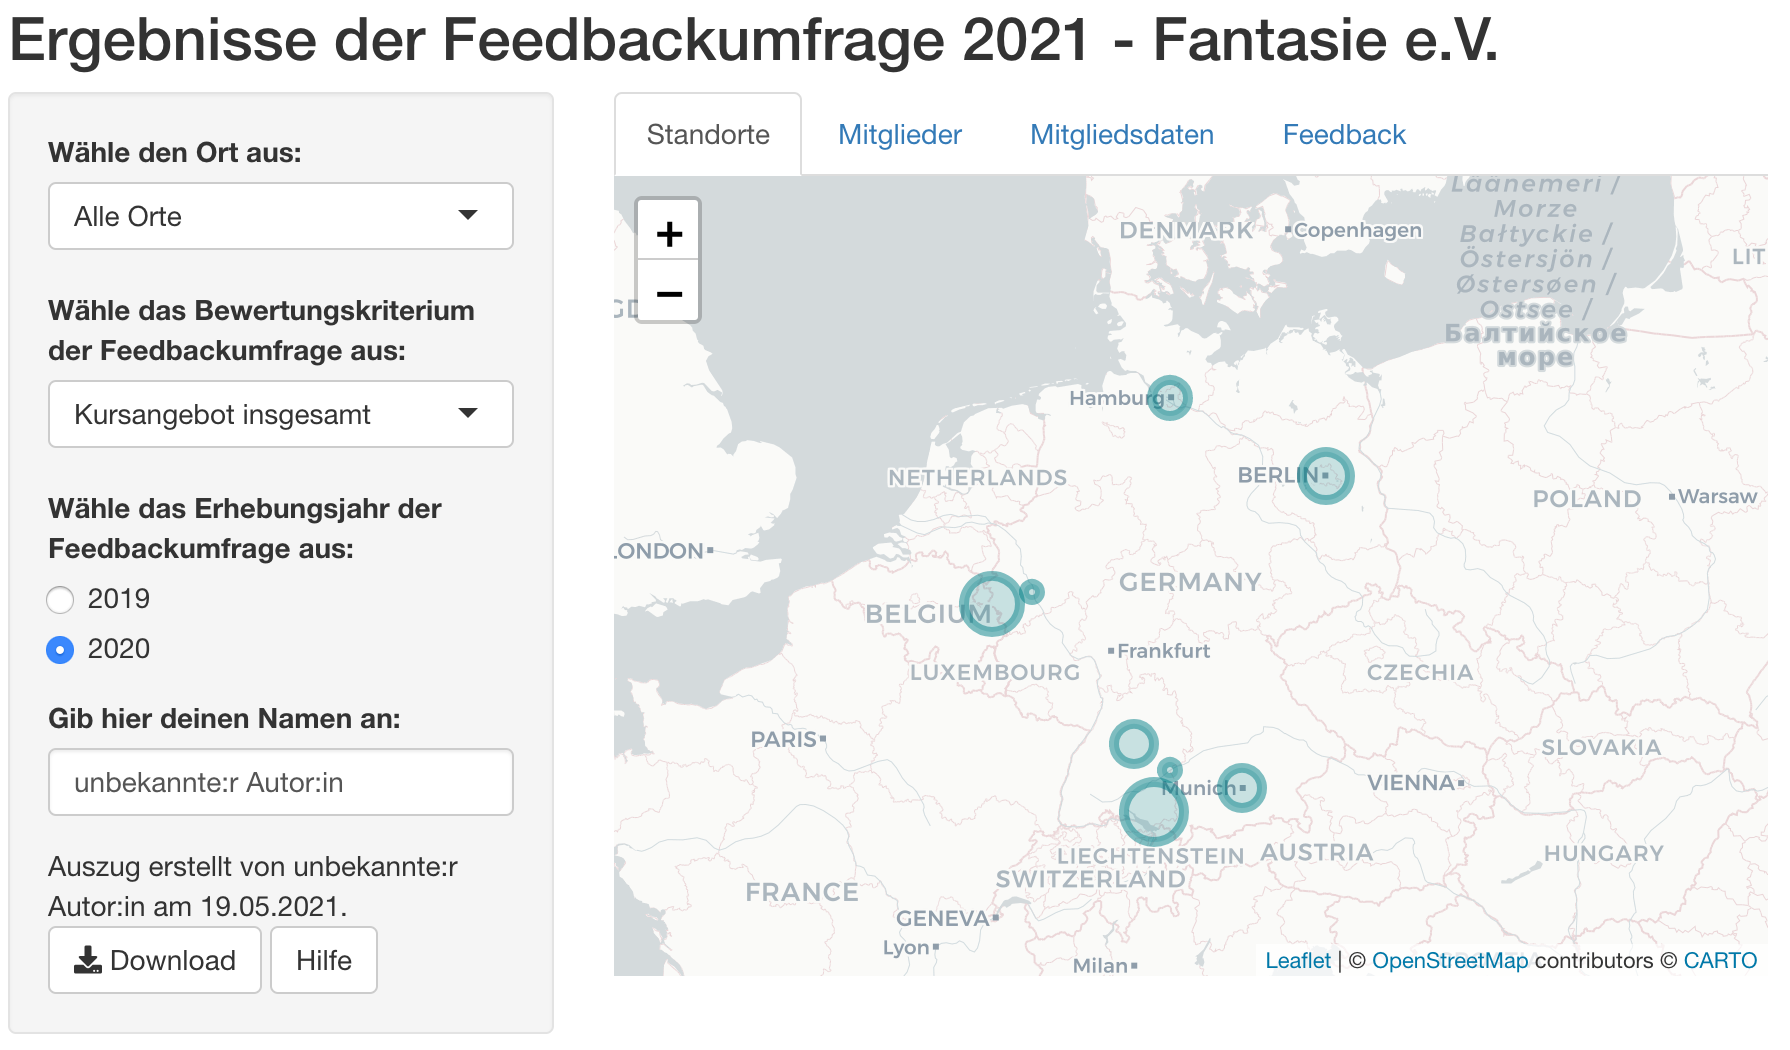 Ergebnisse der Feedbackumfrage 2021 - Fantasie e.V.
Wähle den Ort aus:
Alle Orte
Wähle das Bewertungskriterium
der Feedbackumfrage aus:
Kursangebot insgesamt
Wähle das Erhebungsjahr der
Feedbackumfrage aus:
2019
2020
Gib hier deinen Namen an:
unbekannte:r Autor:in
Auszug erstellt von unbekannte:r
Autor:in am 19.05.2021.
Download
Hilfe
Standorte
Mitglieder
Mitgliedsdaten
Feedback
+
−
Läänemeri /
Morze
Bałtyckie /
Östersjön /
Østersøen /
Ostsee /
Балтийское
море
DENMARK
Copenhagen
LIT
GD
Hamburg
BERLIN
NETHERLANDS
POLAND
Warsaw
LONDON
GERMANY
BELGIUM
Frankfurt
LUXEMBOURG
CZECHIA
PARIS
SLOVAKIA
Munich
VIENNA
LIECHTENSTEIN
AUSTRIA
HUNGARY
SWITZERLAND
FRANCE
GENEVA
Lyon
Milan
Leaflet | © OpenStreetMap contributors © CARTO